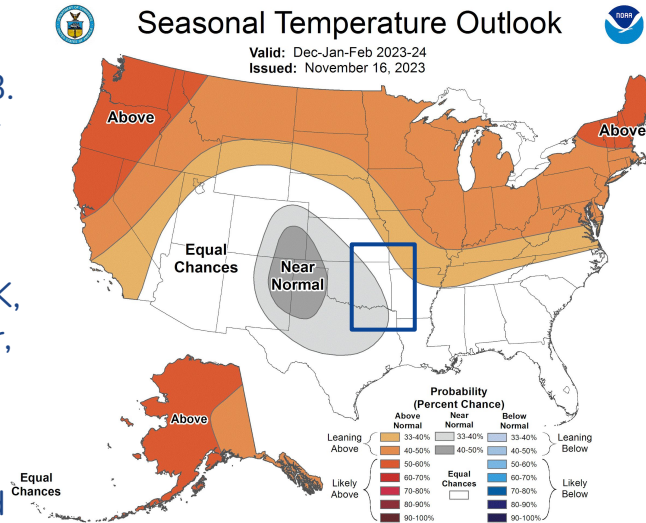 Seasonal Temperature Outlook
NOAA
Valid: Dec-Jan-Feb 2023-24
Issued: November 16, 2023
3.
Above
Above
Equal
Chances
Near
Normal
K,
r,
Above
Equal
Chances
Probability
(Percent Chance)
Above Normal
Near Normal
Below Normal
Leaning Above
33-40% 33-40% 33-40%
40-50% 40-50% 40-50%
Leaning Below
Likely Above
50-60% 50-60%
60-70% Equal Chances 60-70%
70-80% 70-80%
80-90% 80-90%
90-100% 90-100%
Likely Below